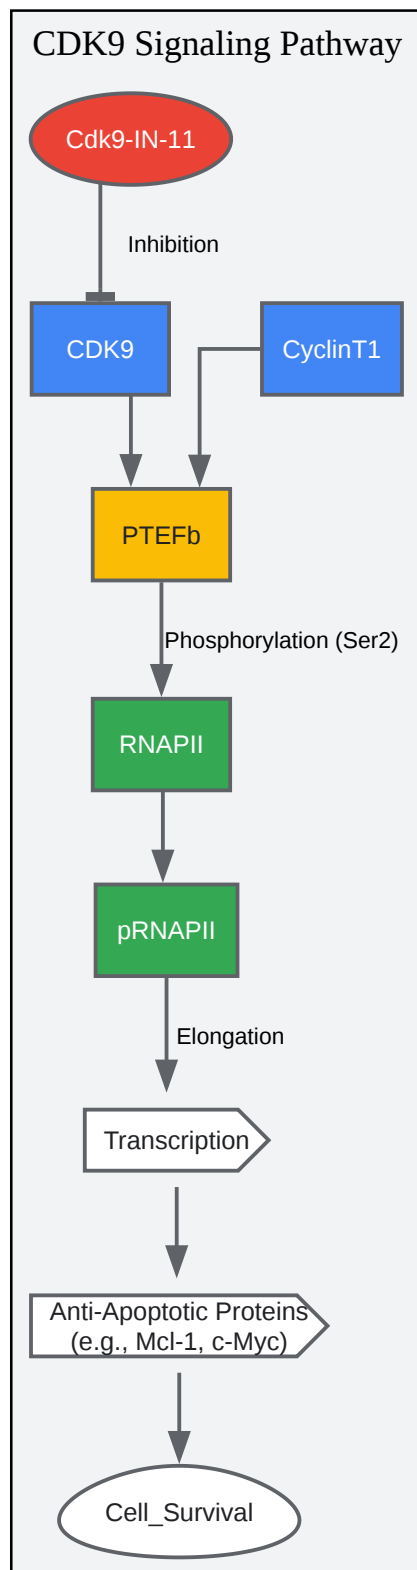 CDK9 Signaling Pathway
Cdk9-IN-11
Inhibition
CDK9
CyclinT1
PTEFb
Phosphorylation (Ser2)
RNAPII
pRNAPII
Elongation
Transcription
Anti-Apoptotic Proteins
(e.g., Mcl-1, c-Myc)
Cell_Survival